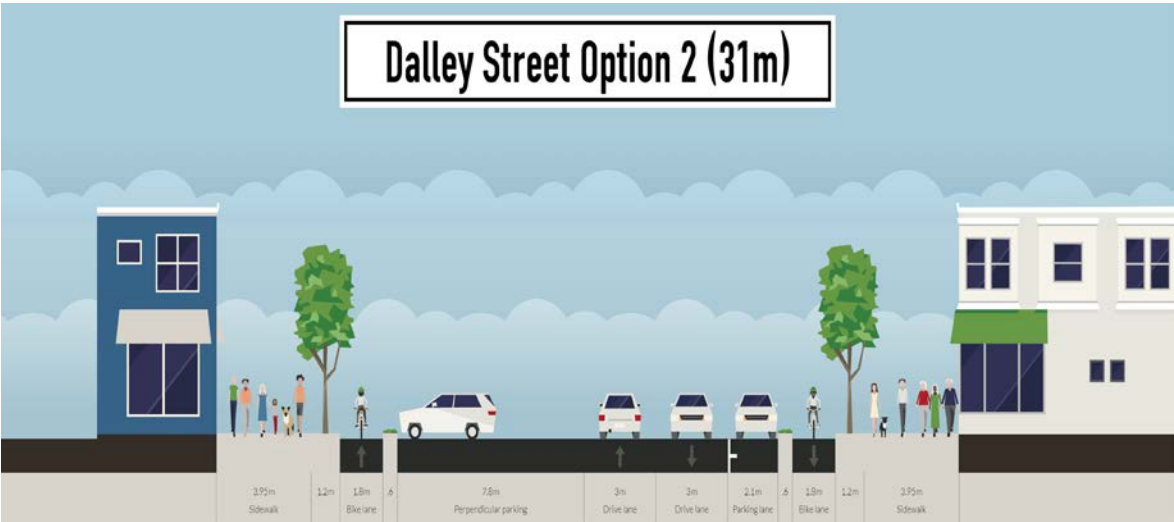 Dalley Street Option 2 (31m)
3.95m 1.2m 1.8m .6 7.8m 3m 3m 2.1m .6 1.8m 1.2m 3.95m
Sidewalk Bike lane Perpendicular parking Drive lane Drive lane Parking lane Bike lane Sidewalk